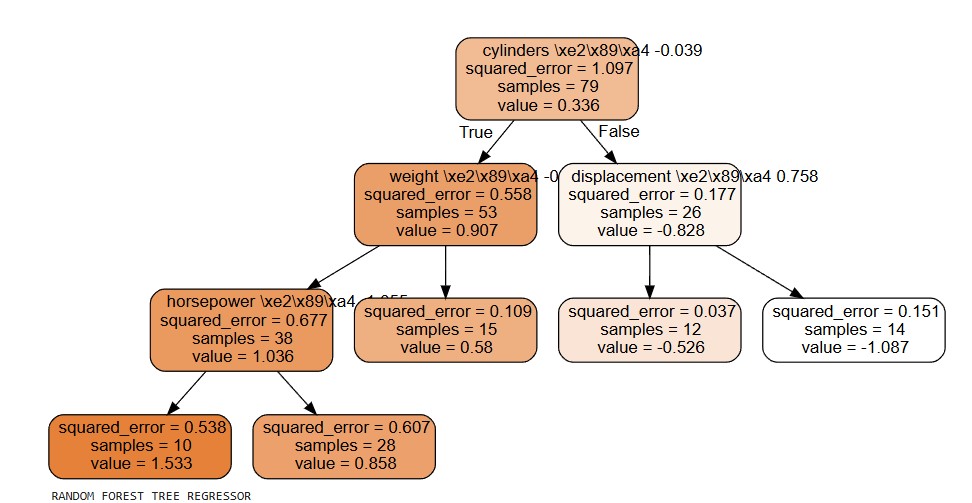 cylinders \xe2\x89\xa4 -0.039
squared_error = 1.097
samples = 79
value = 0.336
True
False
weight \xe2\x89\xa4 -0
squared_error = 0.558
samples = 53
value = 0.907
displacement \xe2\x89\xa4 0.758
squared_error = 0.177
samples = 26
value = -0.828
horsepower \xe2\x89\xa4
squared_error = 0.677
samples = 38
value = 1.036
squared_error = 0.109
samples = 15
value = 0.58
squared_error = 0.037
samples = 12
value = -0.526
squared_error = 0.151
samples = 14
value = -1.087
squared_error = 0.538
samples = 10
value = 1.533
squared_error = 0.607
samples = 28
value = 0.858
RANDOM FOREST TREE REGRESSOR